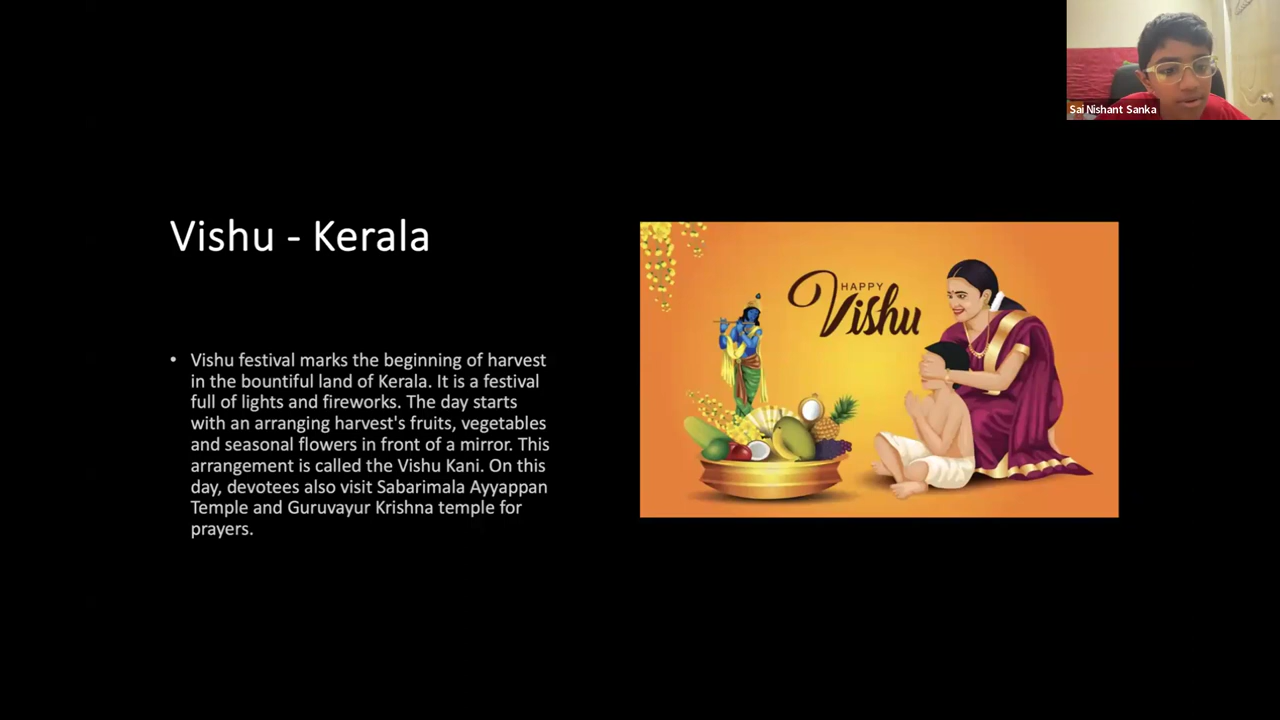 Sai Nishant Sanka
Vishu - Kerala
HAPPY
Vishu
• Vishu festival marks the beginning of harvest
in the bountiful land of Kerala. It is a festival
full of lights and fireworks. The day starts
with an arranging harvest's fruits, vegetables
and seasonal flowers in front of a mirror. This
arrangement is called the Vishu Kani. On this
day, devotees also visit Sabarimala Ayyappan
Temple and Guruvayur Krishna temple for
prayers.